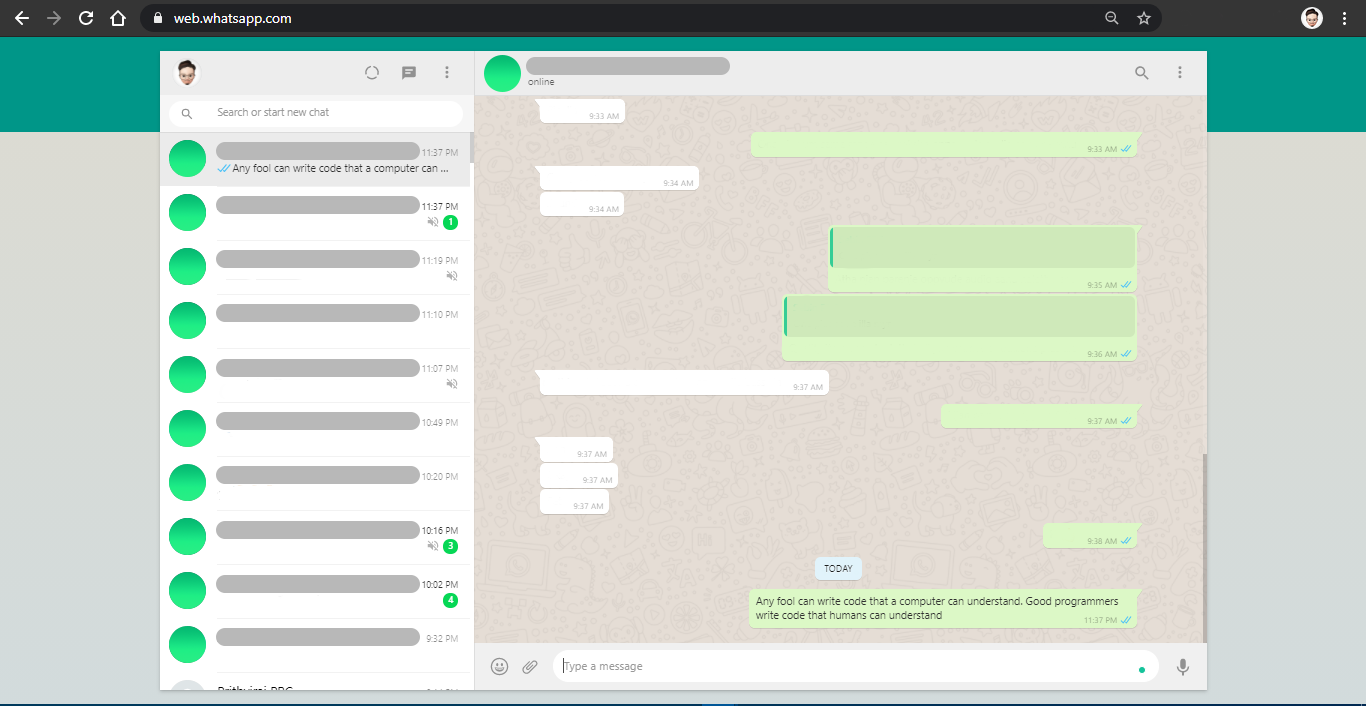 web.whatsapp.com
online
Search or start new chat
11:37 PM
Any fool can write code that a computer can ...
11:37 PM
1
11:19 PM
11:10 PM
11:07 PM
10:49 PM
10:20 PM
10:16 PM
3
10:02 PM
4
9:32 PM
9:33 AM
9:33 AM
9:34 AM
9:34 AM
9:35 AM
9:36 AM
9:37 AM
9:37 AM
9:37 AM
9:37 AM
9:37 AM
9:38 AM
TODAY
Any fool can write code that a computer can understand. Good programmers
write code that humans can understand
11:37 PM
Type a message